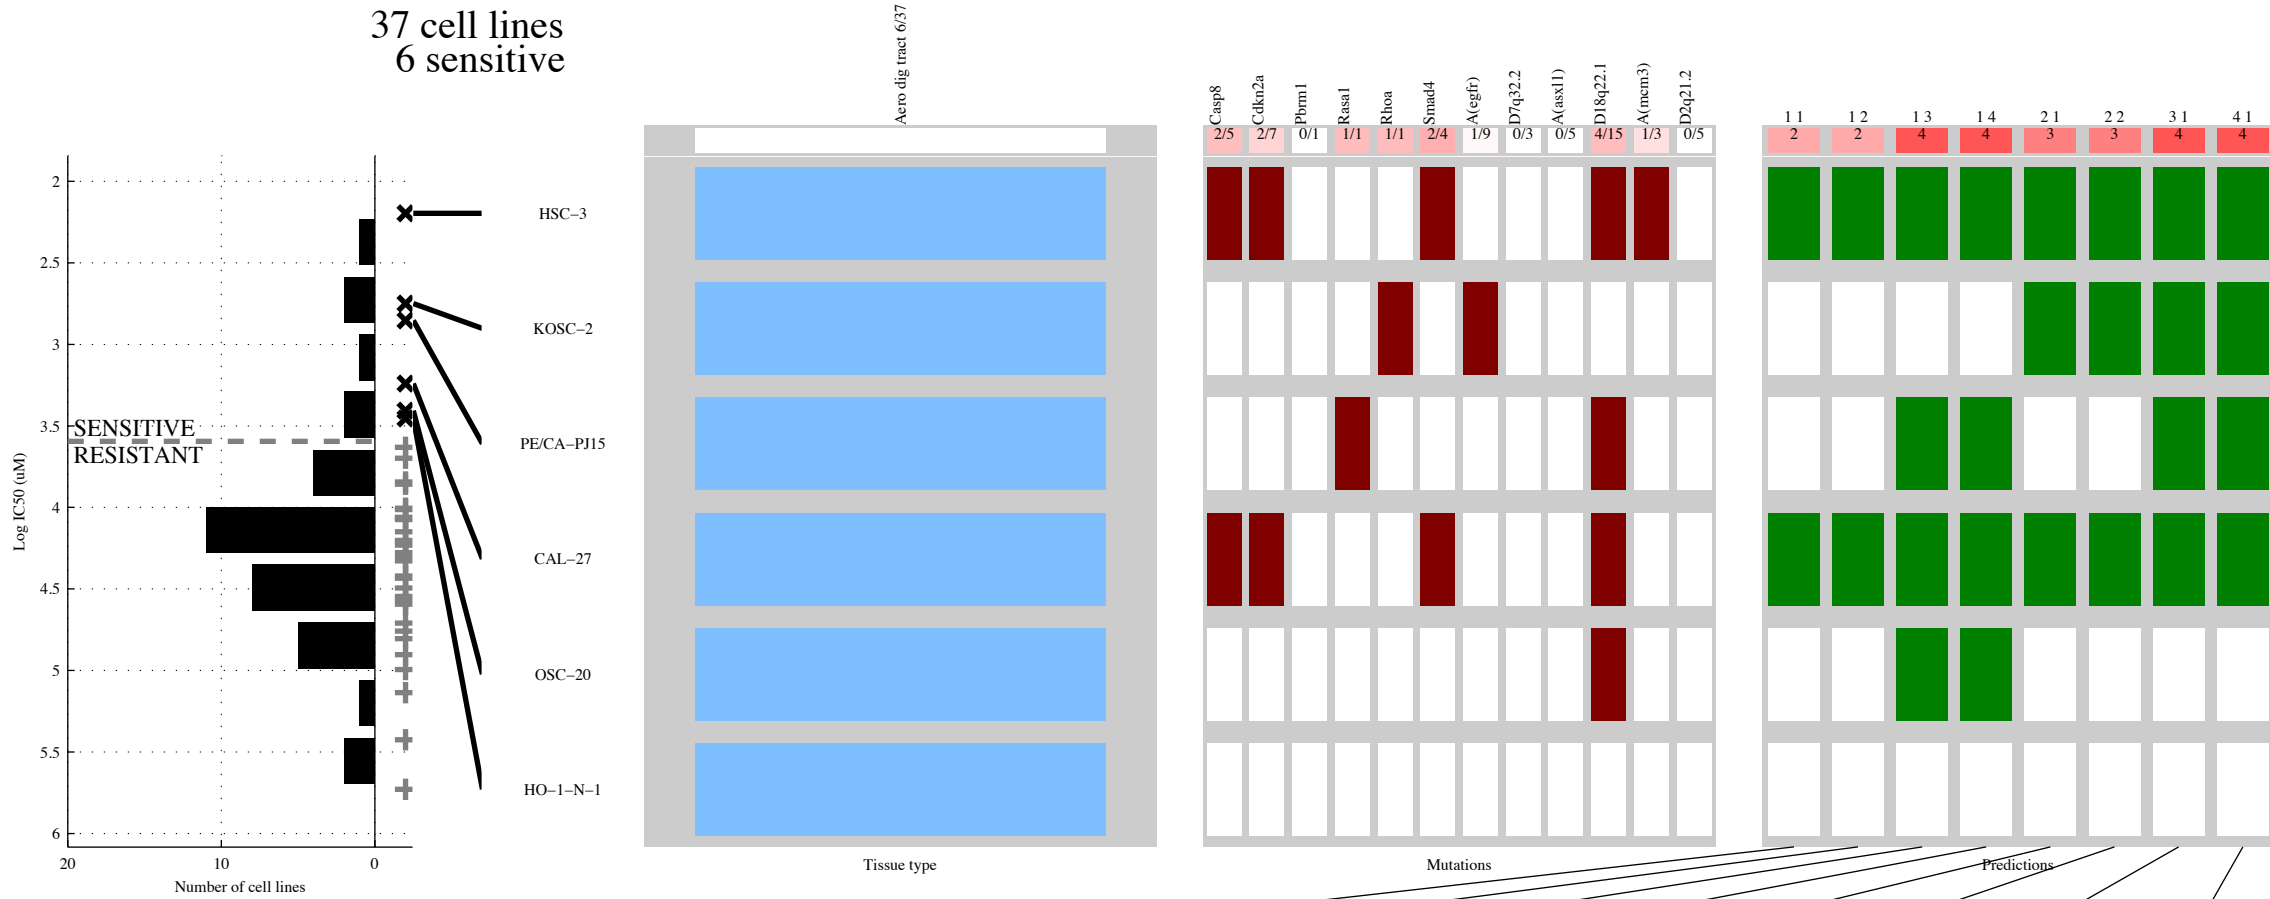 37 cell lines
6 sensitive
Aero dig tract 6/37
Casp8
Cdkn2a
Pbrm1
Rasa1
Rhoa
Smad4
A(egfr)
D7q32.2
A(asxl1)
D18q22.1
A(mcm3)
D2q21.2
2/5 2/7 0/1 1/1 1/1 2/4 1/9 0/3 0/5 4/15 1/3 0/5
1 1 1 2 1 3 1 4 2 1 2 2 3 1 4 1
2 2 4 4 3 3 4 4
2
2.5
3
3.5
4
4.5
5
5.5
6
Log IC50 (uM)
SENSITIVE
RESISTANT
20 10 0
Number of cell lines
HSC−3
KOSC−2
PE/CA−PJ15
CAL−27
OSC−20
HO−1−N−1
Tissue type
Mutations
Predictions